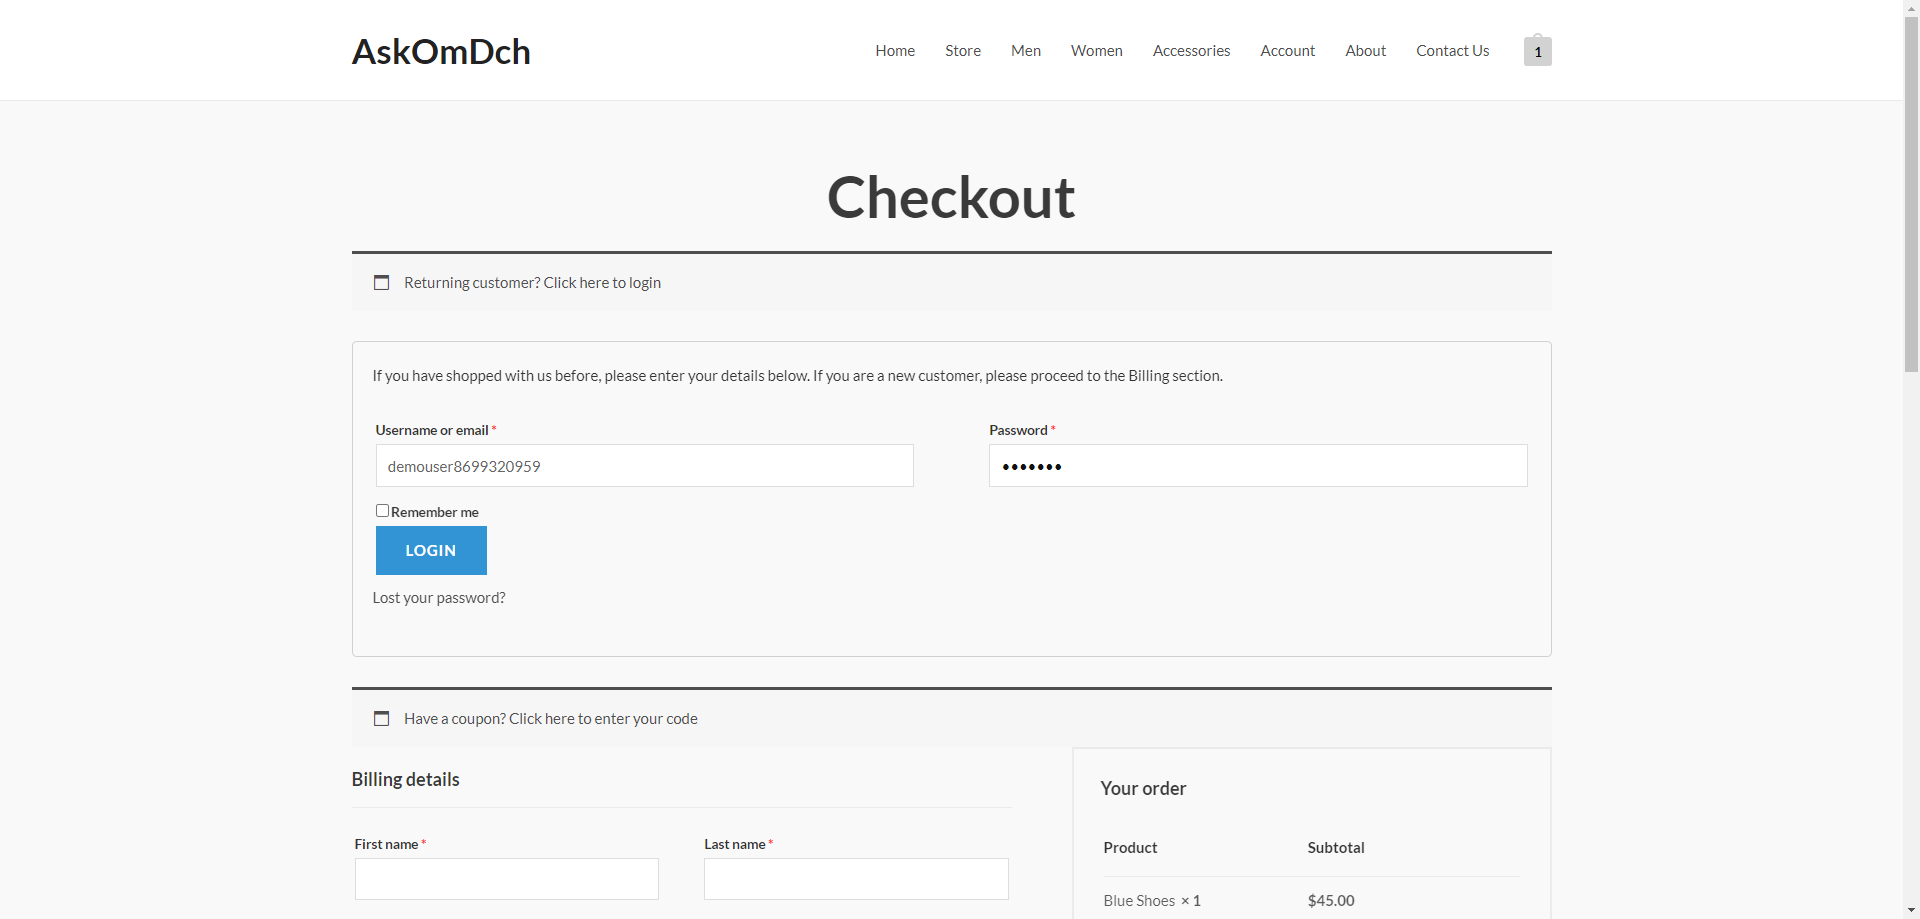 AskOmDch
Home Store Men Women Accessories Account About Contact Us 1
Checkout
Returning customer? Click here to login
If you have shopped with us before, please enter your details below. If you are a new customer, please proceed to the Billing section.
Username or email * Password *
demouser8699320959 •••••••
Remember me
LOGIN
Lost your password?
Have a coupon? Click here to enter your code
Billing details
Your order
First name * Last name *
Product Subtotal
Blue Shoes × 1 $45.00